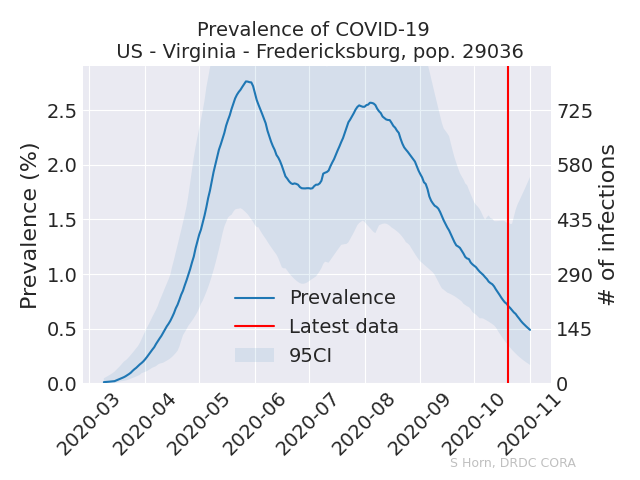 Prevalence of COVID-19
US - Virginia - Fredericksburg, pop. 29036
Prevalence (%)
2.5
2.0
1.5
1.0
0.5
0.0
725
580
435
290
145
0
# of infections
Prevalence
Latest data
95CI
2020-03
2020-04
2020-05
2020-06
2020-07
2020-08
2020-09
2020-10
2020-11
S Horn, DRDC CORA